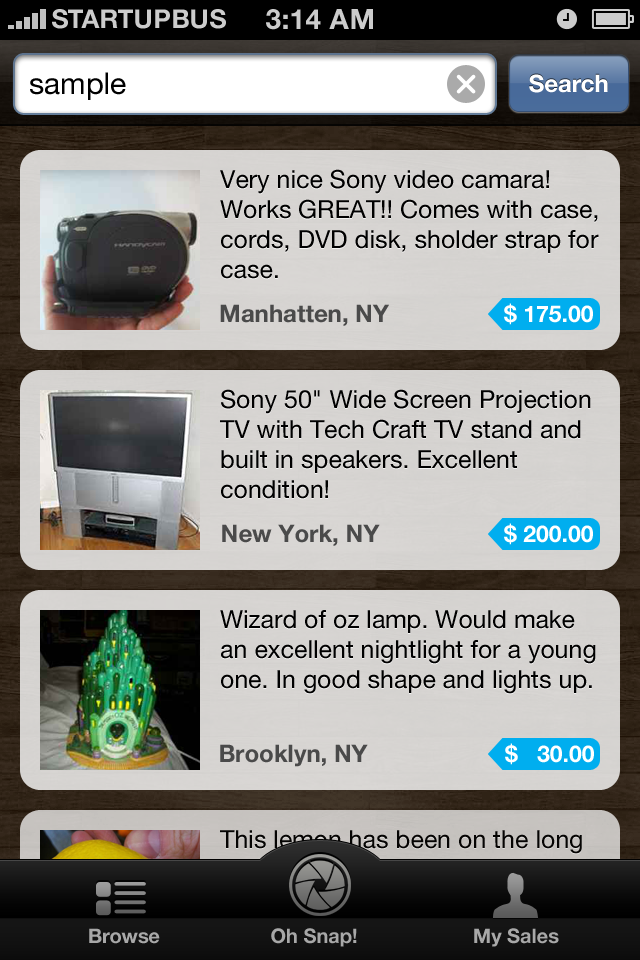 STARTUPBUS 3:14 AM
sample
Search
Very nice Sony video camara!
Works GREAT!! Comes with case,
cords, DVD disk, sholder strap for
case.
HANDYCAM
Manhatten, NY
$ 175.00
Sony 50" Wide Screen Projection
TV with Tech Craft TV stand and
built in speakers. Excellent
condition!
New York, NY
$ 200.00
Wizard of oz lamp. Would make
an excellent nightlight for a young
one. In good shape and lights up.
Brooklyn, NY
$ 30.00
This lemon has been on the long
Browse
Oh Snap!
My Sales